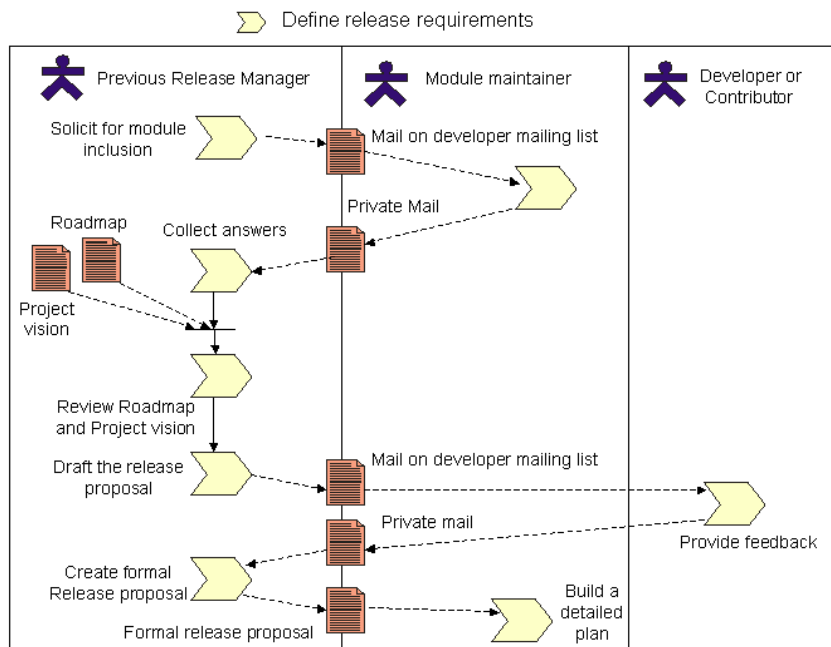 Define release requirements
Previous Release Manager
Module maintainer
Developer or
Contributor
Solicit for module
inclusion
Mail on developer mailing list
Private Mail
Roadmap
Collect answers
Project
vision
Review Roadmap
and Project vision
Draft the release
proposal
Mail on developer mailing list
Private mail
Provide feedback
Create formal
Release proposal
Formal release proposal
Build a
detailed
plan